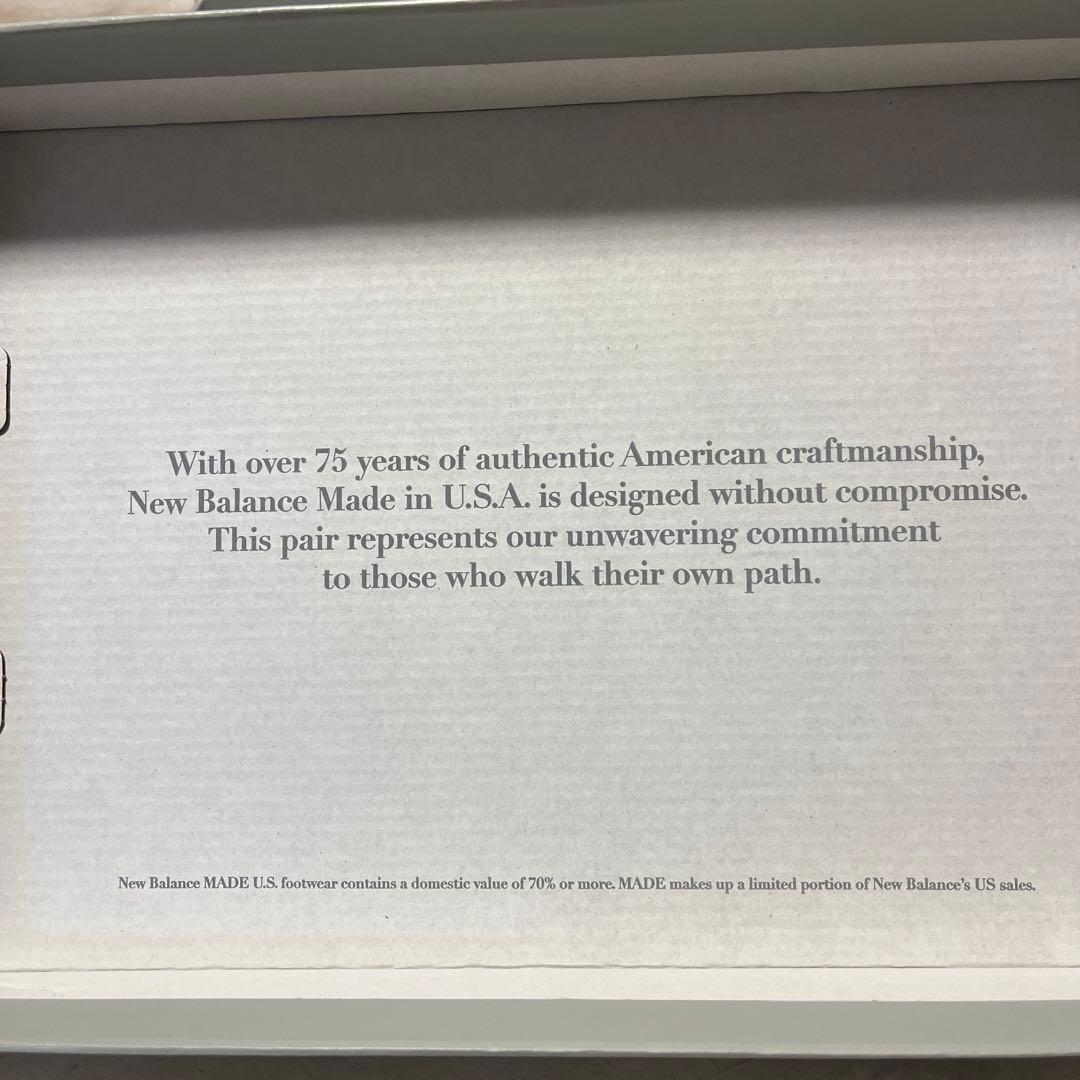 With over 75 years of authentic American craftmanship,
New Balance Made in U.S.A. is designed without compromise.
This pair represents our unwavering commitment
to those who walk their own path.
New Balance MADE U.S. footwear contains a domestic value of 70% or more. MADE makes up a limited portion of New Balance's US sales.